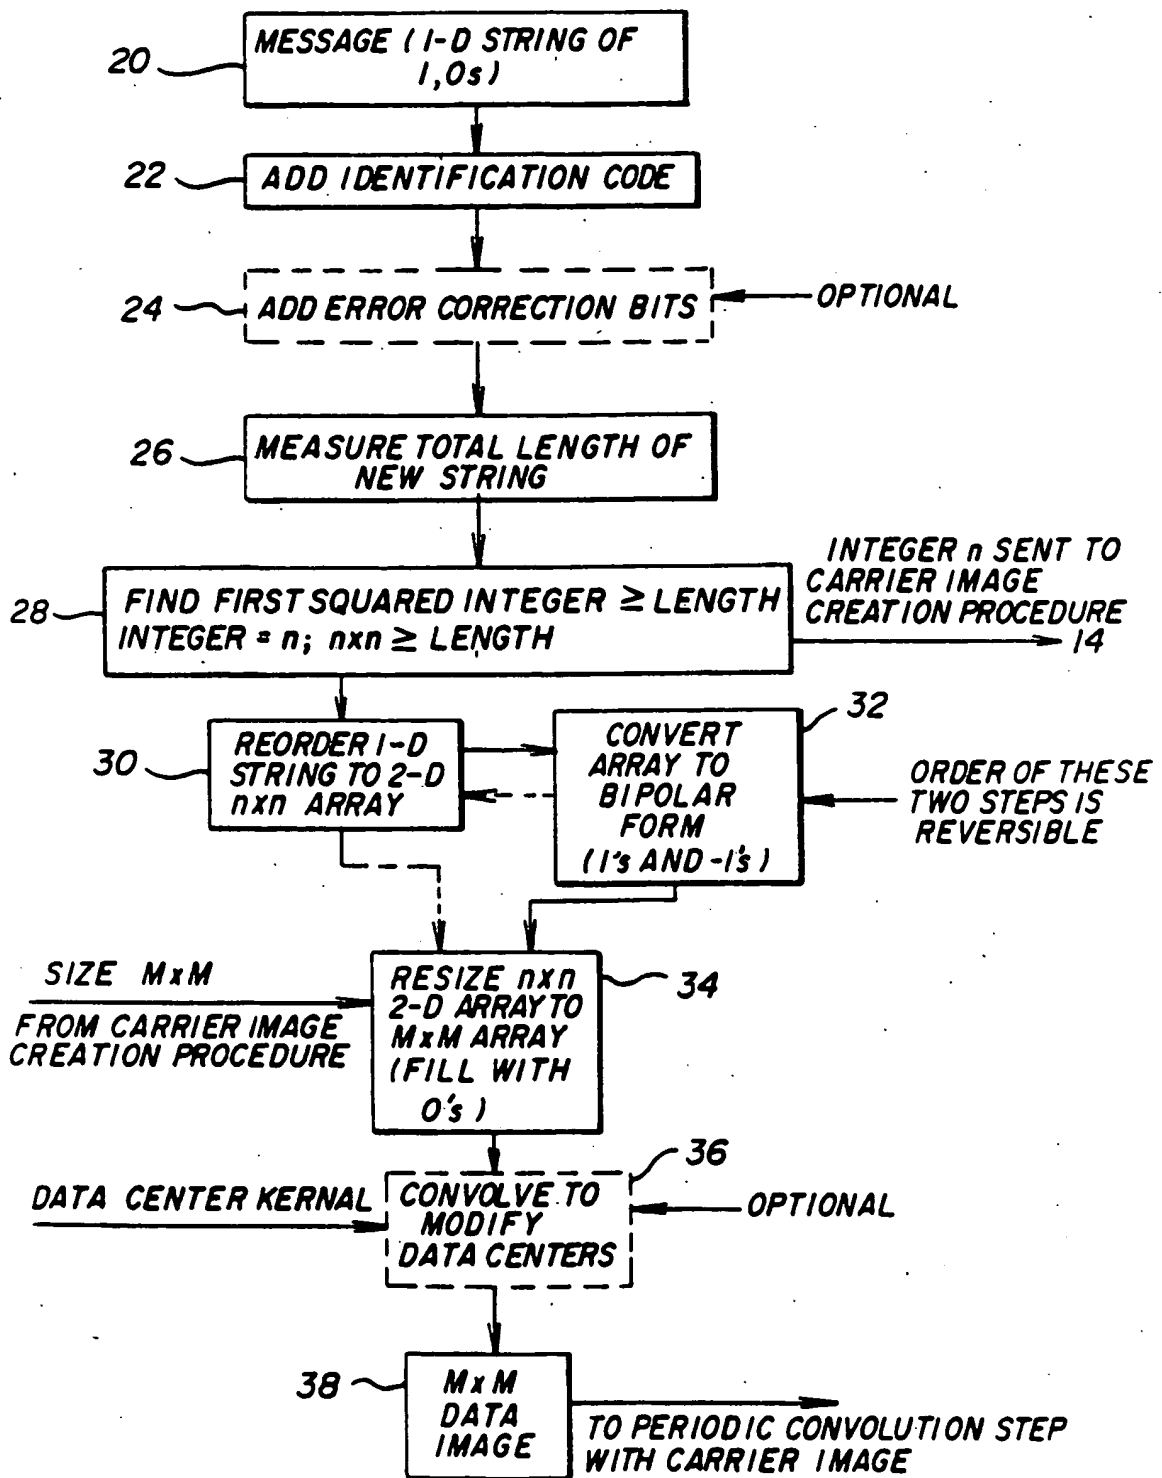 20
MESSAGE (1-D STRING OF
1,0s)
22
ADD IDENTIFICATION CODE
24
ADD ERROR CORRECTION BITS
OPTIONAL
26
MEASURE TOTAL LENGTH OF
NEW STRING
28
FIND FIRST SQUARED INTEGER ≥ LENGTH
INTEGER = n; nxn ≥ LENGTH
INTEGER n SENT TO
CARRIER IMAGE
CREATION PROCEDURE
14
30
REORDER 1-D
STRING TO 2-D
nxn ARRAY
32
CONVERT
ARRAY TO
BIPOLAR
FORM
(1's AND -1's)
ORDER OF THESE
TWO STEPS IS
REVERSIBLE
SIZE MxM
FROM CARRIER IMAGE
CREATION PROCEDURE
34
RESIZE nxn
2-D ARRAY TO
MxM ARRAY
(FILL WITH
0's)
DATA CENTER KERNAL
36
CONVOLVE TO
MODIFY
DATA CENTERS
OPTIONAL
38
MxM
DATA
IMAGE
TO PERIODIC CONVOLUTION STEP
WITH CARRIER IMAGE